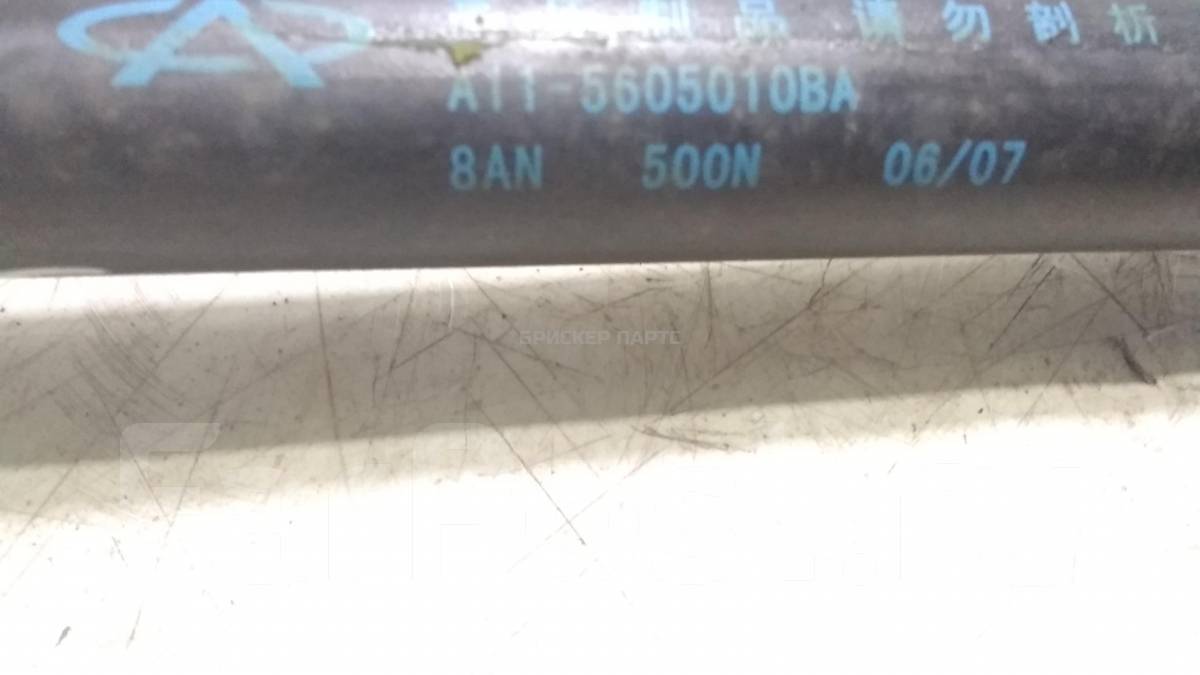 制品 请勿剖析
A11-5605010BA
8AN 500N 06/07
БРИСКЕР ПАРТС